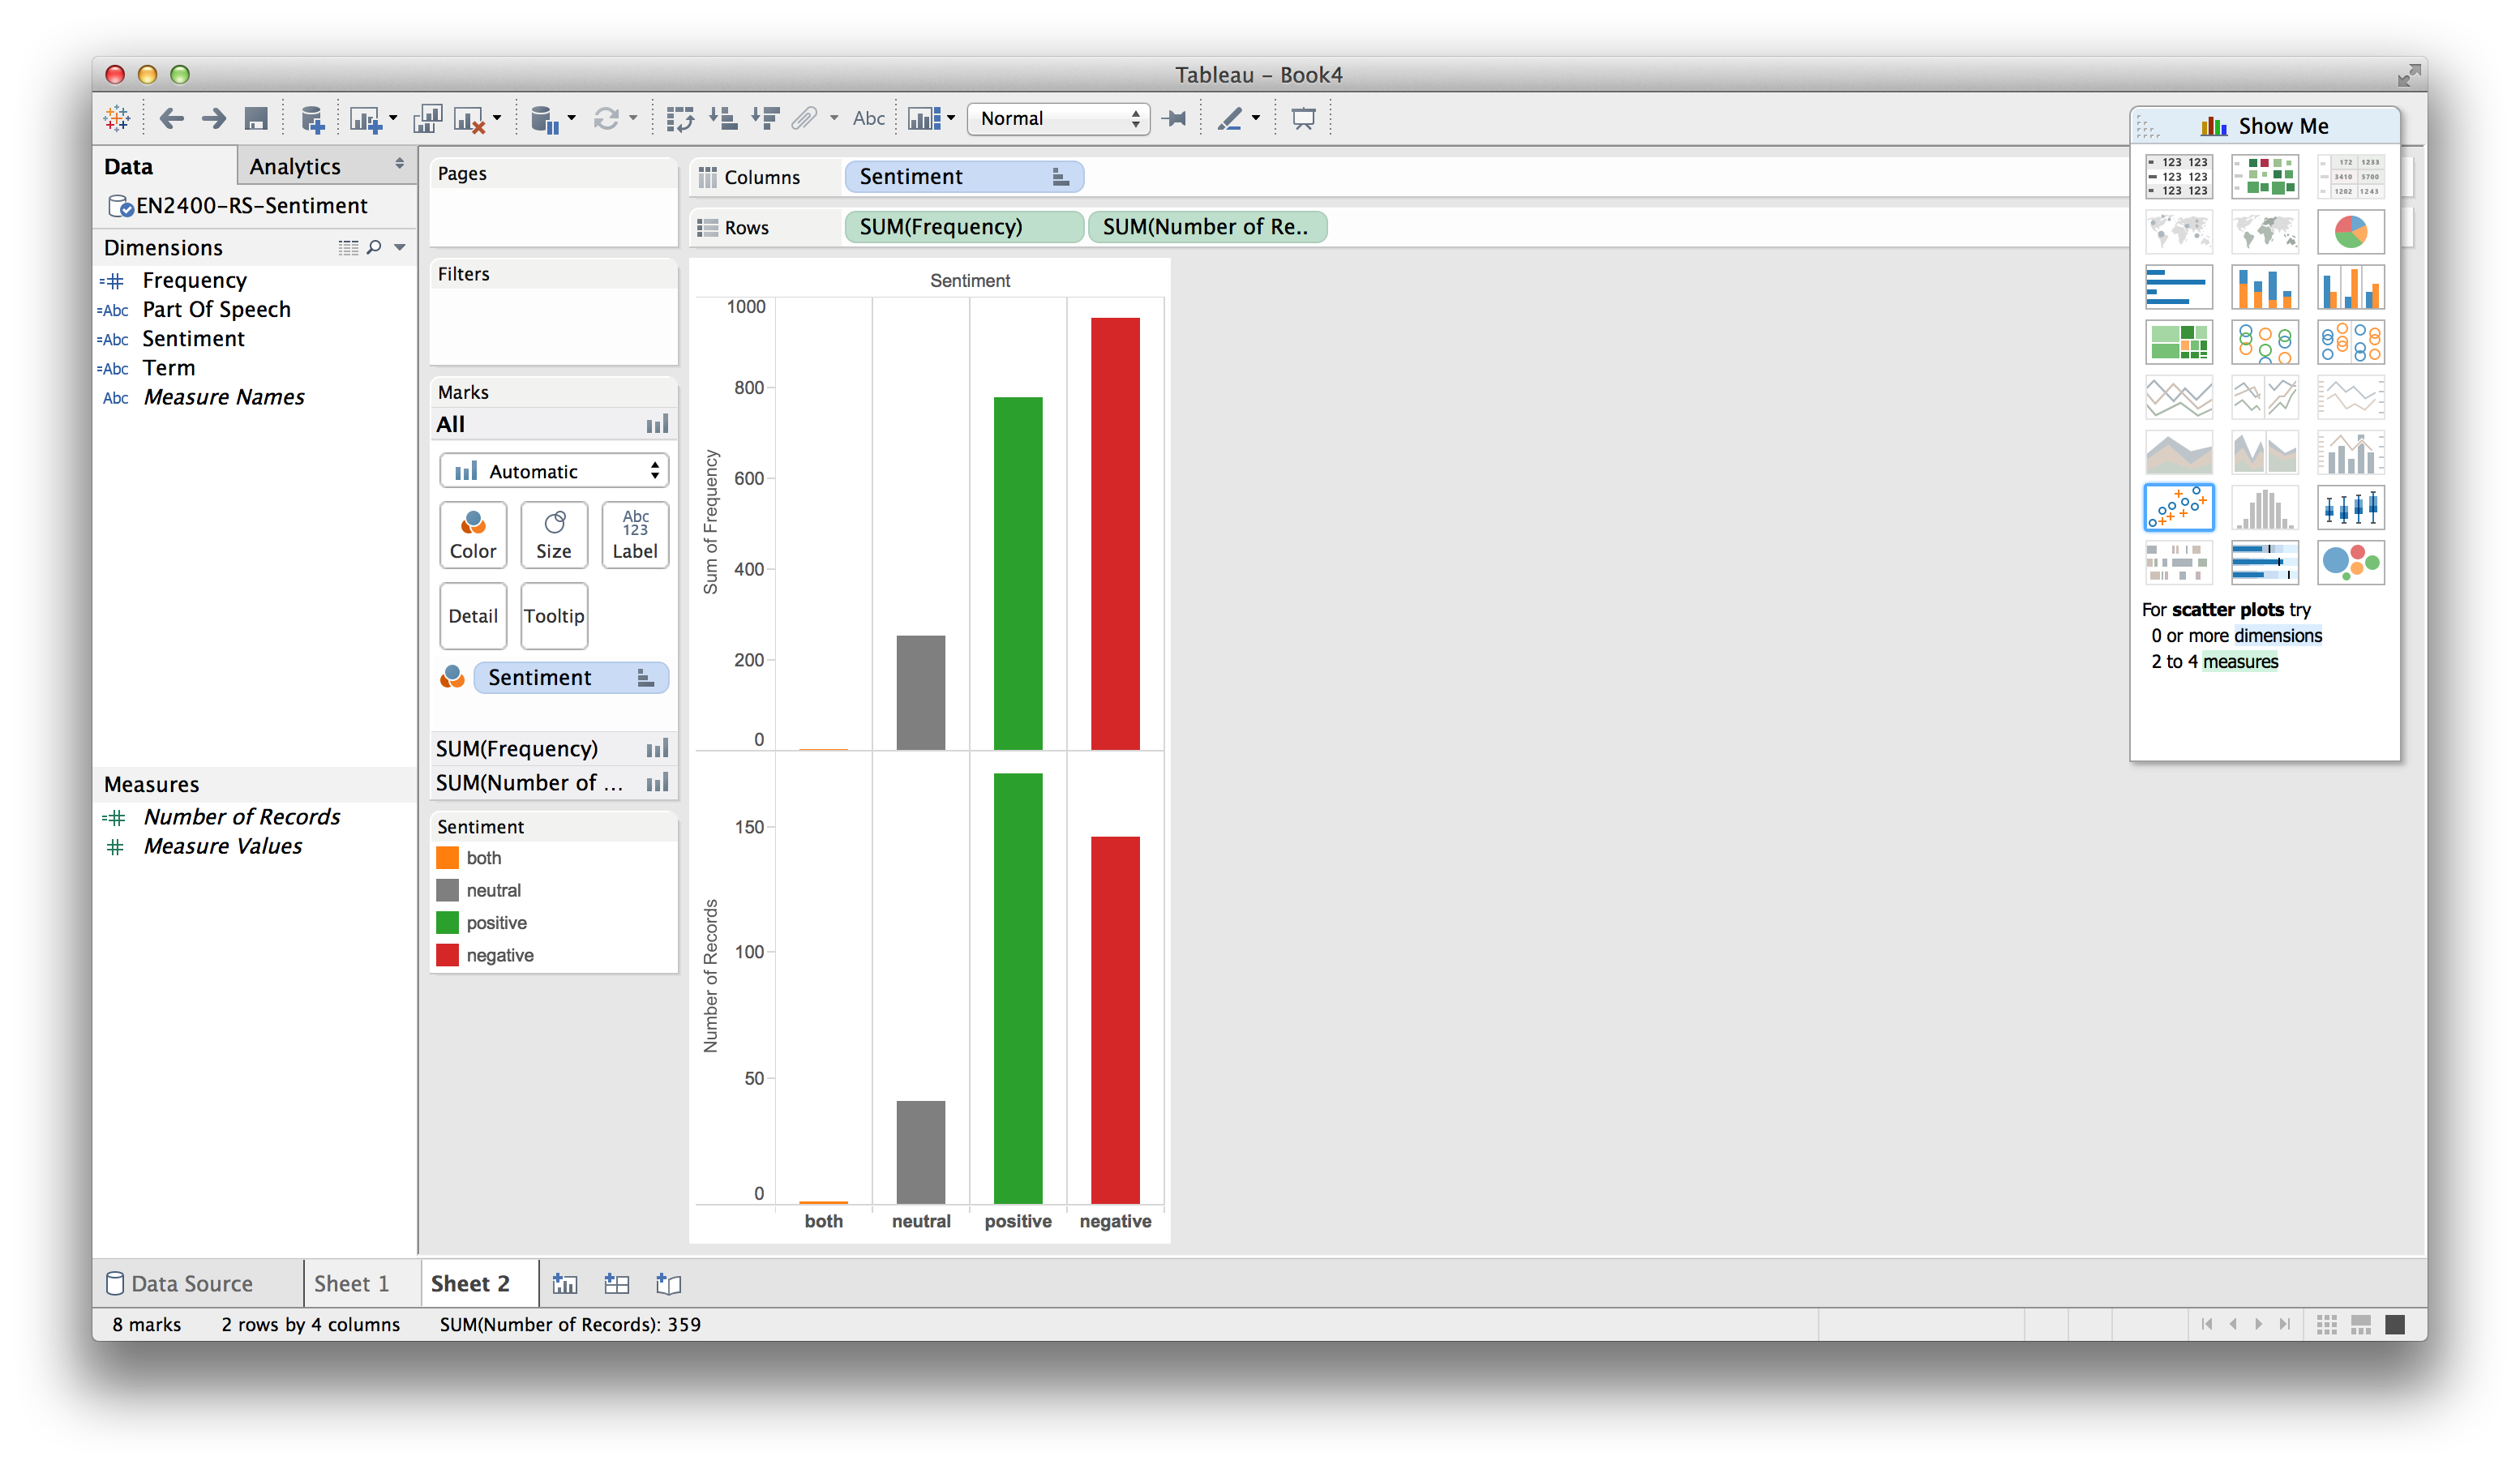 Tableau - Book4
Abc
Normal
Show Me
Data
Analytics
EN2400-RS-Sentiment
Dimensions
=# Frequency
=Abc Part Of Speech
=Abc Sentiment
=Abc Term
Abc Measure Names
Measures
=# Number of Records
# Measure Values
Pages
Filters
Marks
All
Automatic
Color
Size
Abc
123
Label
Detail
Tooltip
Sentiment
SUM(Frequency)
SUM(Number of ...
Sentiment
both
neutral
positive
negative
Columns
Sentiment
Rows
SUM(Frequency)
SUM(Number of Re..
Sentiment
1000
800
600
400
200
0
Sum of Frequency
150
100
50
0
Number of Records
both
neutral
positive
negative
123 123
123 123
123 123
172 1233
3410 5700
1202 1243
For scatter plots try
0 or more dimensions
2 to 4 measures
Data Source
Sheet 1
Sheet 2
8 marks
2 rows by 4 columns
SUM(Number of Records): 359